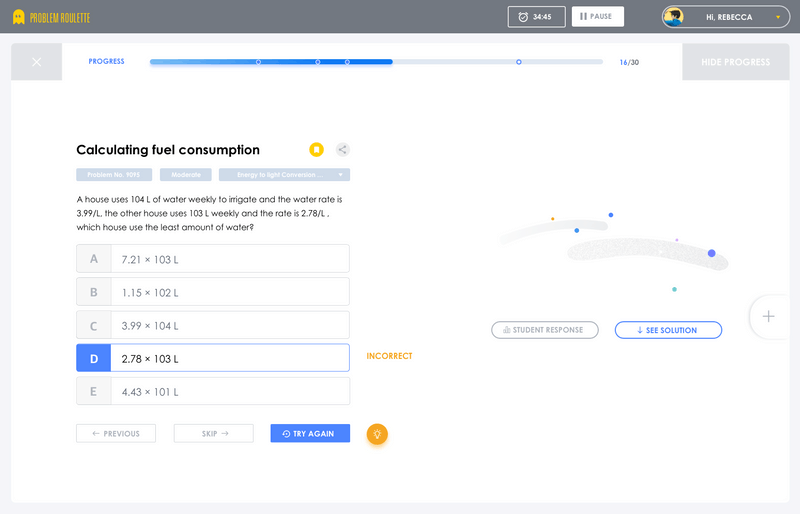 PROBLEM ROULETTE
34:45
PAUSE
Hi, REBECCA
PROGRESS
16/30
HIDE PROGRESS
Calculating fuel consumption
Problem No. 9093
Moderate
Energy to light Conversion ...
A house uses 104 L of water weekly to irrigate and the water rate is
3.99/L, the other house uses 103 L weekly and the rate is 2.78/L ,
which house use the least amount of water?
A
7.21 × 103 L
B
1.15 × 102 L
C
3.99 × 104 L
D
2.78 × 103 L
INCORRECT
E
4.43 × 101 L
STUDENT RESPONSE
SEE SOLUTION
PREVIOUS
SKIP
TRY AGAIN